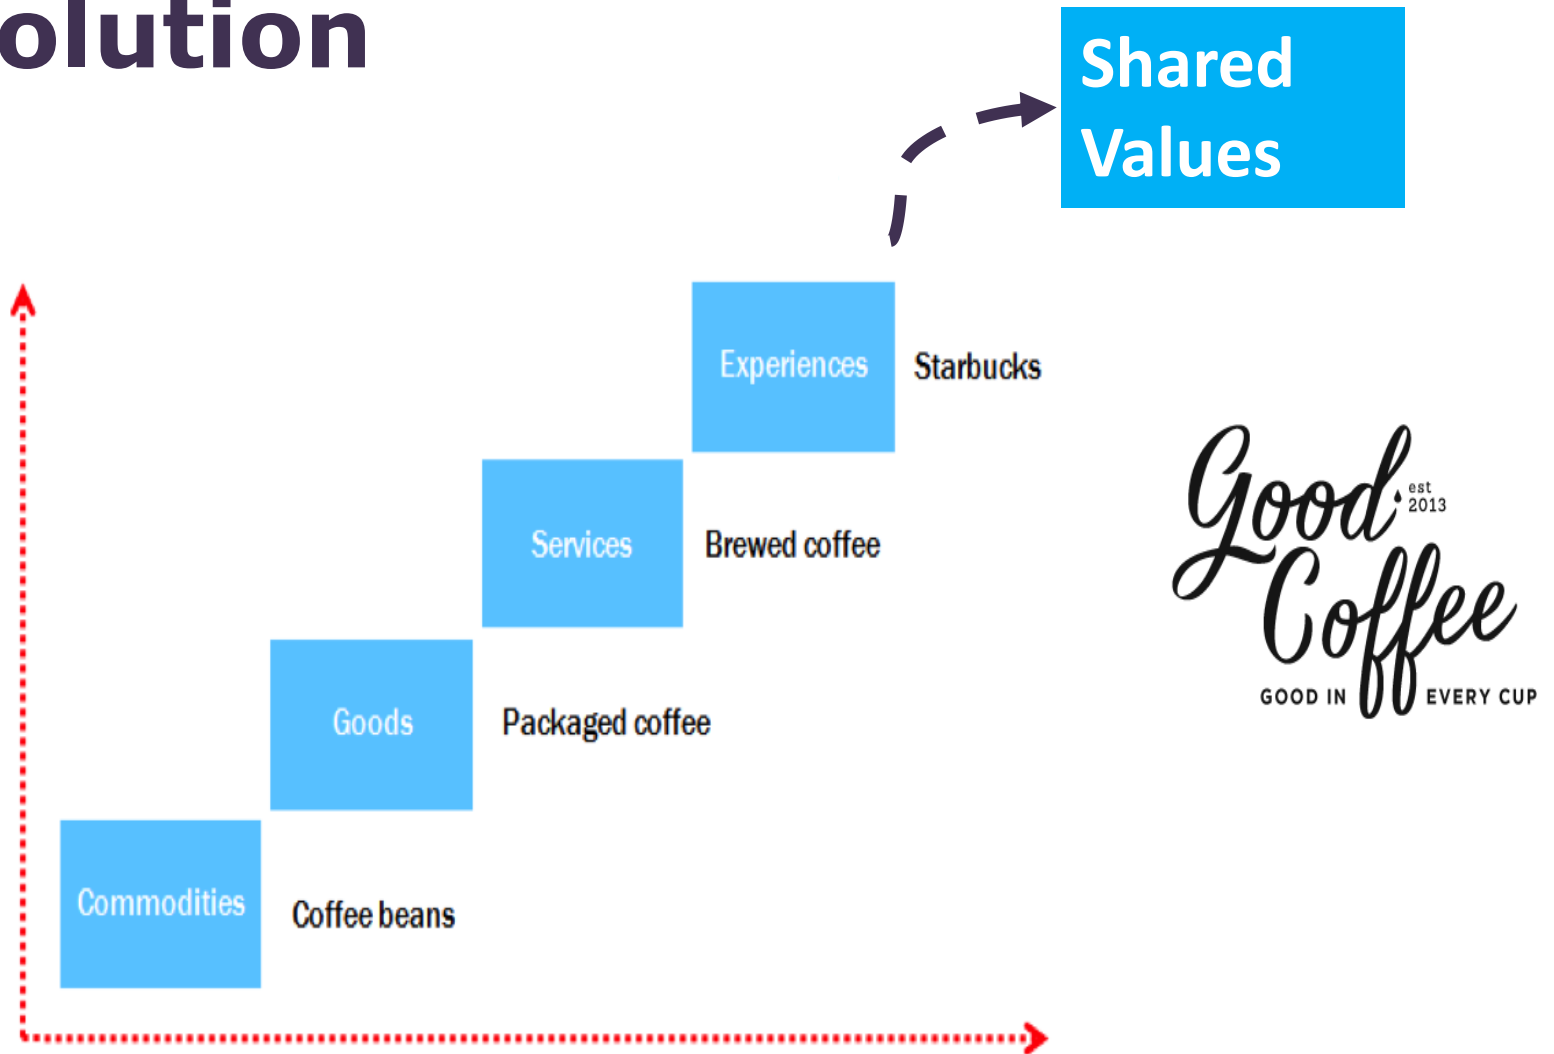 olution
Shared
Values
Experiences
Starbucks
Services
Brewed coffee
Goods
Packaged coffee
Commodities
Coffee beans
Good
est
2013
Coffee
GOOD IN EVERY CUP